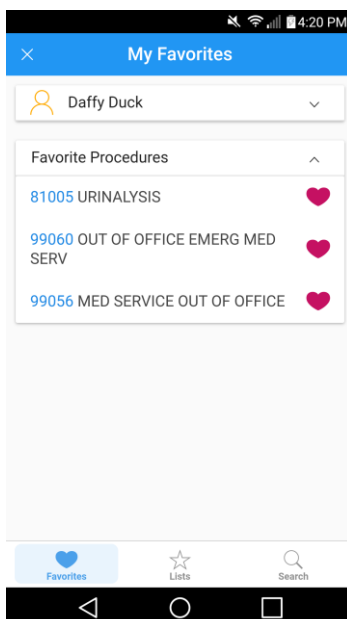 4:20 PM
My Favorites
Daffy Duck
Favorite Procedures
81005 URINALYSIS
99060 OUT OF OFFICE EMERG MED
SERV
99056 MED SERVICE OUT OF OFFICE
Favorites
Lists
Search